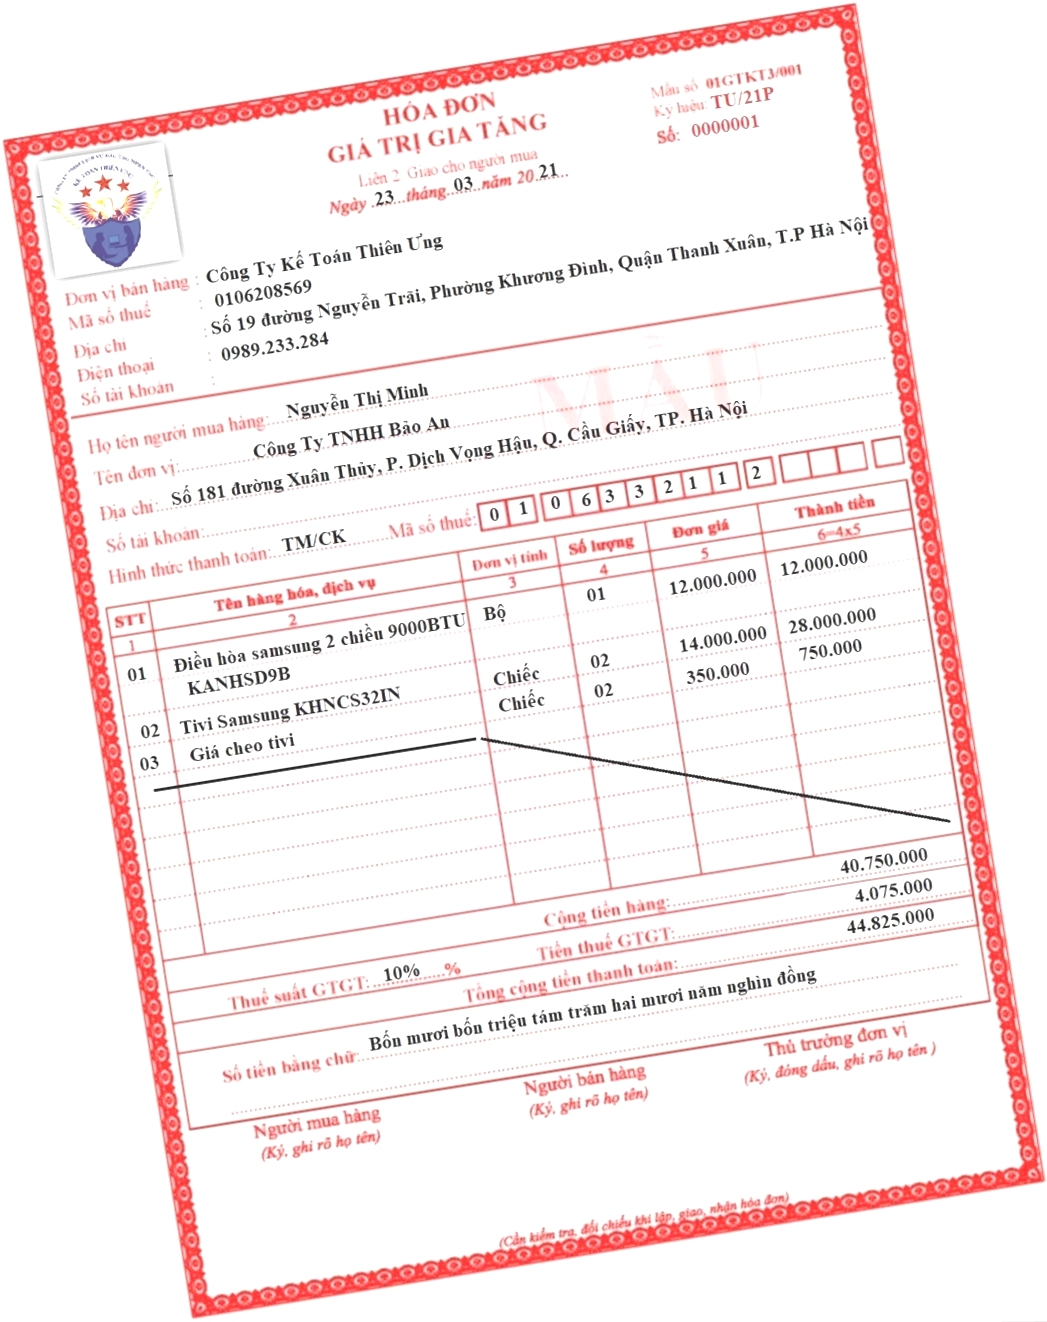 HÓA ĐƠN
GIÁ TRỊ GIA TĂNG
Liên 2 Giao cho người mua
Ngày 23 tháng 03 năm 2021
Mẫu số 01GTKT3/001
Ký hiệu: TU/21P
Số: 0000001
KẾ TOÁN THIÊN ƯNG
Đơn vị bán hàng : Công Ty Kế Toán Thiên Ưng
Mã số thuế : 0106208569
Địa chỉ : Số 19 đường Nguyễn Trãi, Phường Khương Đình, Quận Thanh Xuân, T.P Hà Nội
Điện thoại : 0989.233.284
Số tài khoản :
MẪU
Họ tên người mua hàng: Nguyễn Thị Minh
Tên đơn vị: Công Ty TNHH Bảo An
Địa chỉ: Số 181 đường Xuân Thủy, P. Dịch Vọng Hậu, Q. Cầu Giấy, TP. Hà Nội
Số tài khoản:
Hình thức thanh toán: TM/CK Mã số thuế: 0 1 0 6 3 3 2 1 1 2
STT Tên hàng hóa, dịch vụ Đơn vị tính Số lượng Đơn giá Thành tiền
1 2 3 4 5 6=4x5
01 Điều hòa samsung 2 chiều 9000BTU Bộ 01 12.000.000 12.000.000
KANHSD9B
02 Tivi Samsung KHNCS32IN Chiếc 02 14.000.000 28.000.000
03 Giá cheo tivi Chiếc 02 350.000 750.000
Cộng tiền hàng: 40.750.000
Thuế suất GTGT: 10% % Tiền thuế GTGT: 4.075.000
Tổng cộng tiền thanh toán: 44.825.000
Số tiền bằng chữ: Bốn mươi bốn triệu tám trăm hai mươi năm nghìn đồng
Người mua hàng Người bán hàng Thủ trưởng đơn vị
(Ký, ghi rõ họ tên) (Ký, ghi rõ họ tên) (Ký, đóng dấu, ghi rõ họ tên )
(Cần kiểm tra, đối chiếu khi lập, giao, nhận hóa đơn)